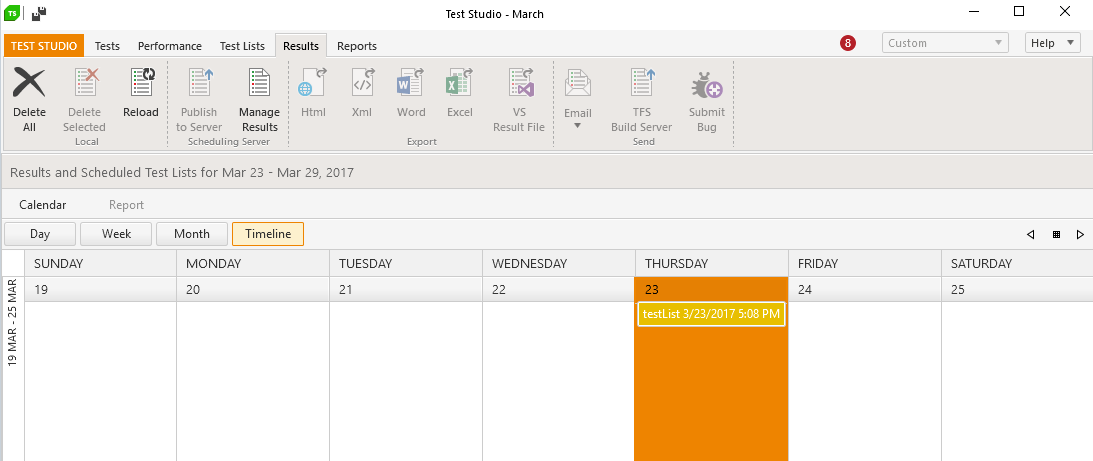 TS
Test Studio - March
TEST STUDIO Tests Performance Test Lists Results Reports 8 Custom Help
Delete All
Delete Selected
Reload
Local
Publish to Server
Manage Results
Scheduling Server
Html
Xml
Word
Excel
VS Result File
Export
Email
TFS Build Server
Submit Bug
Send
Results and Scheduled Test Lists for Mar 23 - Mar 29, 2017
Calendar Report
Day Week Month Timeline
SUNDAY MONDAY TUESDAY WEDNESDAY THURSDAY FRIDAY SATURDAY
19 20 21 22 23 24 25
testList 3/23/2017 5:08 PM
19 MAR - 25 MAR